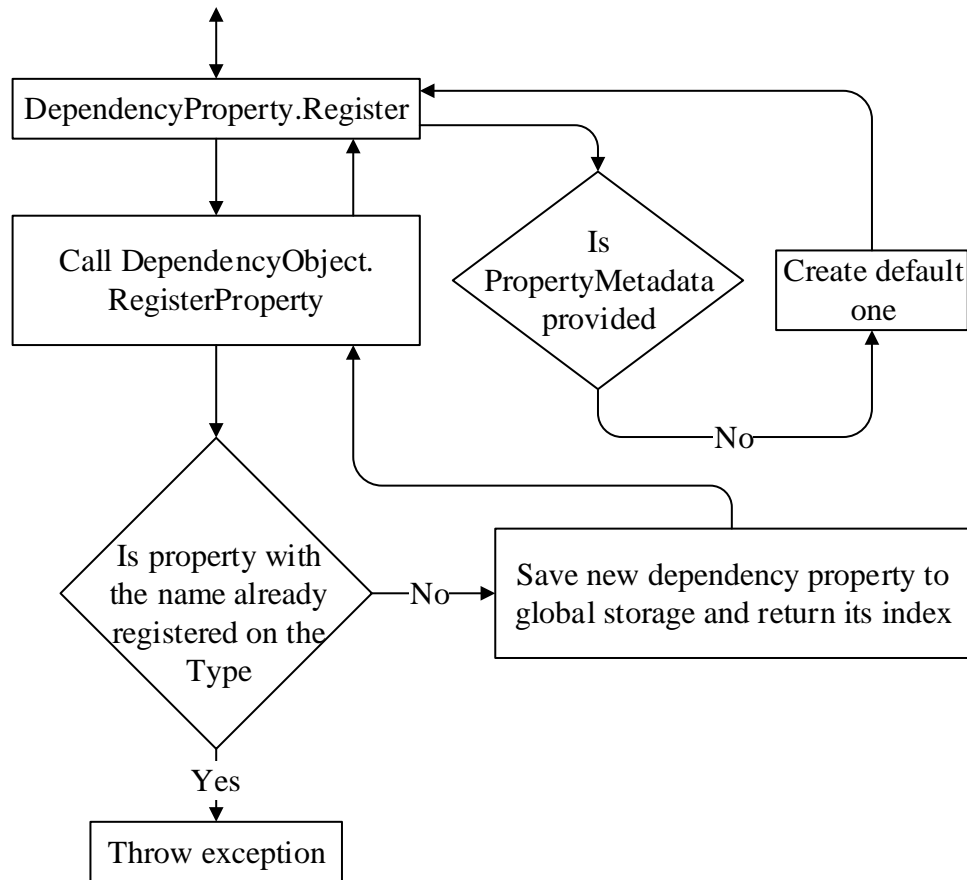 DependencyProperty.Register
Call DependencyObject.
RegisterProperty
Is
PropertyMetadata
provided
Create default
one
No
Is property with
the name already
registered on the
Type
No
Save new dependency property to
global storage and return its index
Yes
Throw exception